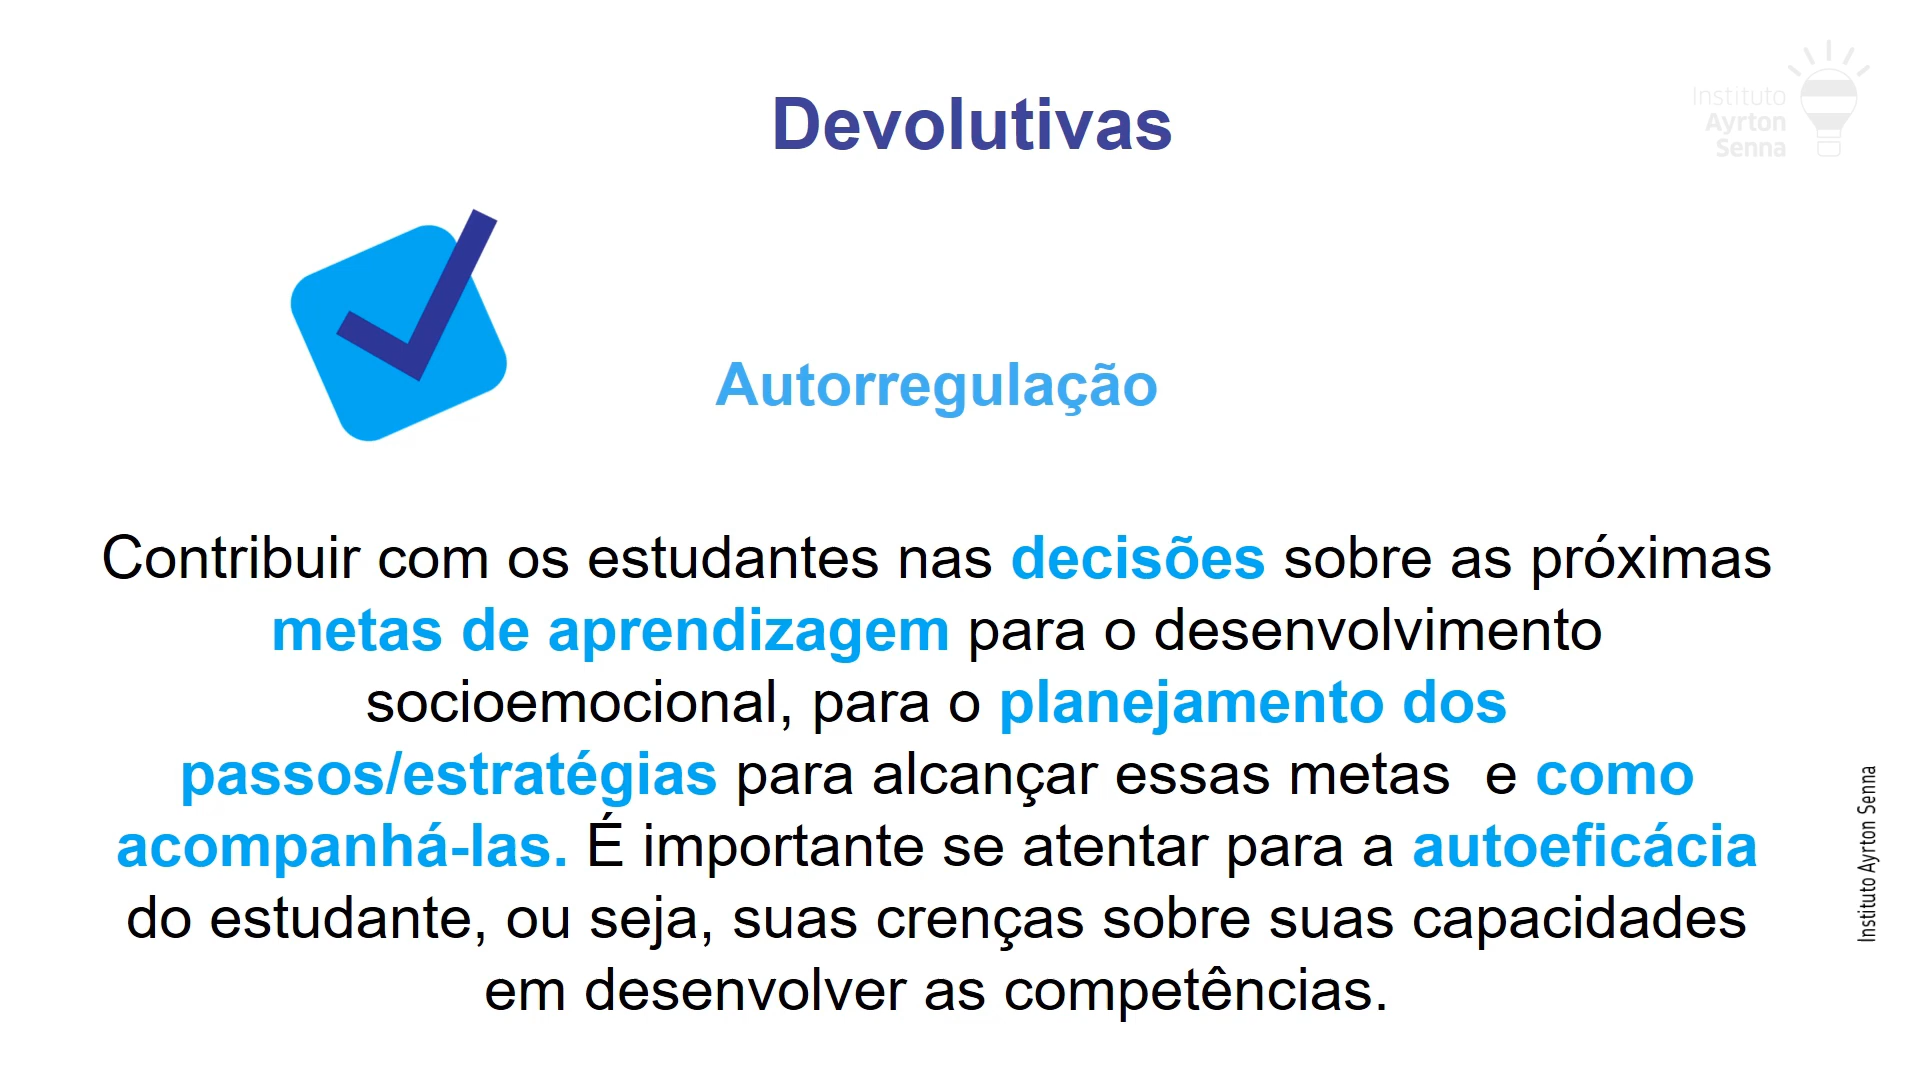 Instituto
Ayrton
Senna
Devolutivas
Autorregulação
Contribuir com os estudantes nas decisões sobre as próximas
metas de aprendizagem para o desenvolvimento
socioemocional, para o planejamento dos
passos/estratégias para alcançar essas metas  e como
acompanhá-las. É importante se atentar para a autoeficácia
do estudante, ou seja, suas crenças sobre suas capacidades
em desenvolver as competências.
Instituto Ayrton Senna